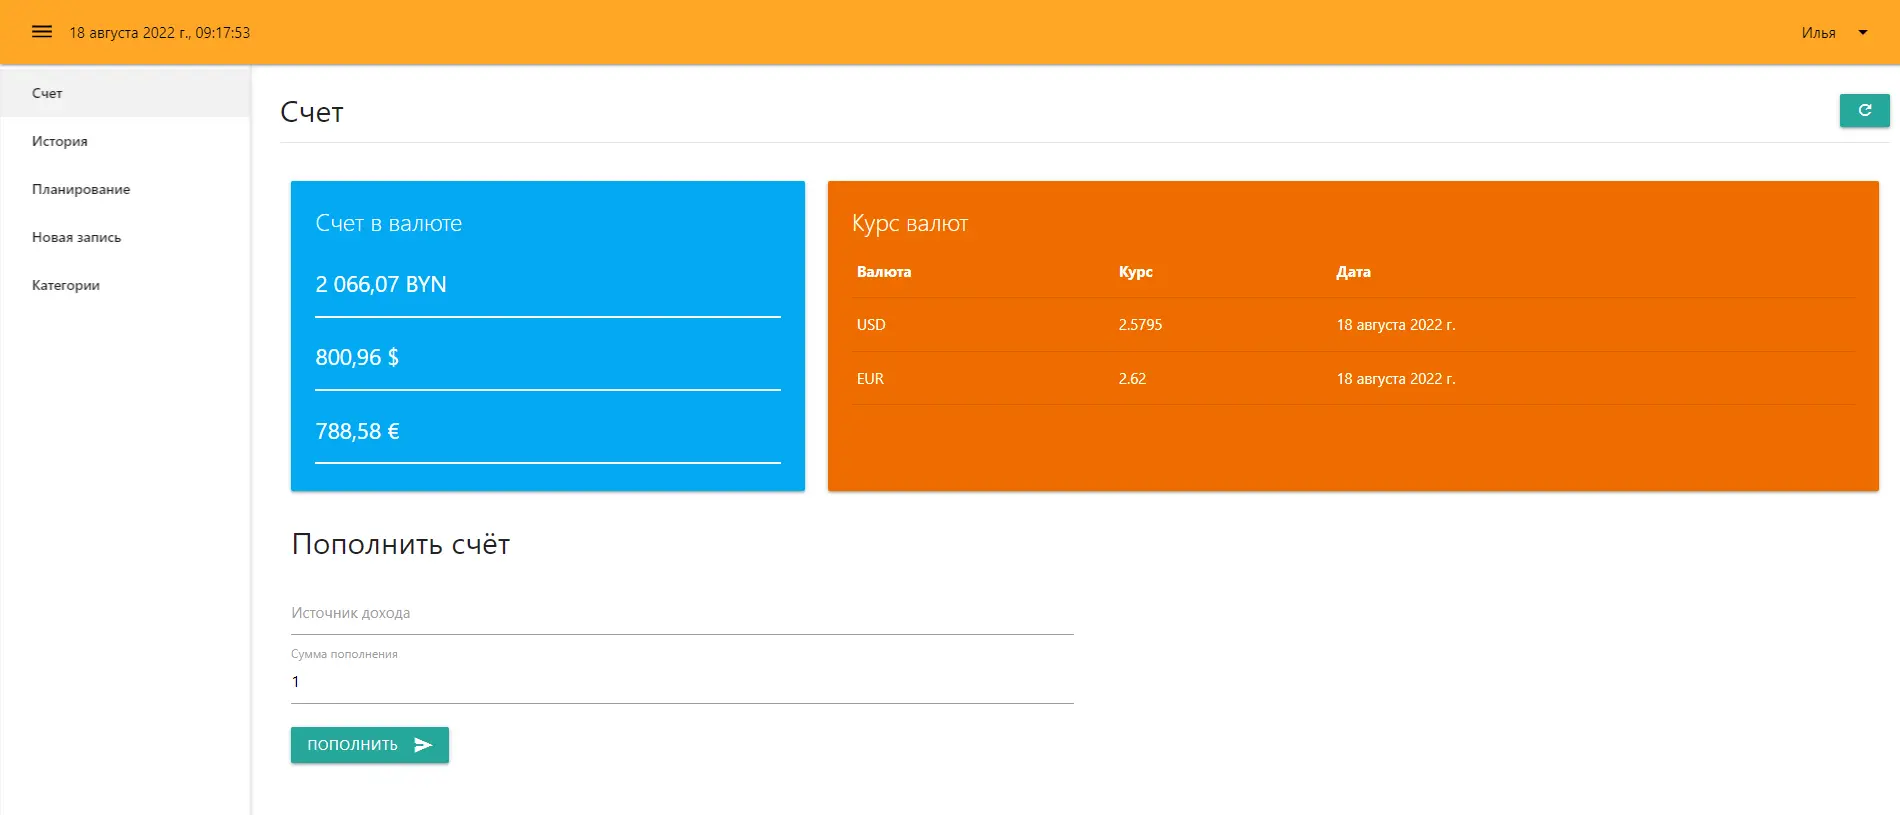 18 августа 2022 г., 09:17:53
Илья
Счет
История
Планирование
Новая запись
Категории
Счет
Счет в валюте
2 066,07 BYN
800,96 $
788,58 €
Курс валют
Валюта Курс Дата
USD 2.5795 18 августа 2022 г.
EUR 2.62 18 августа 2022 г.
Пополнить счёт
Источник дохода
Сумма пополнения
1
ПОПОЛНИТЬ